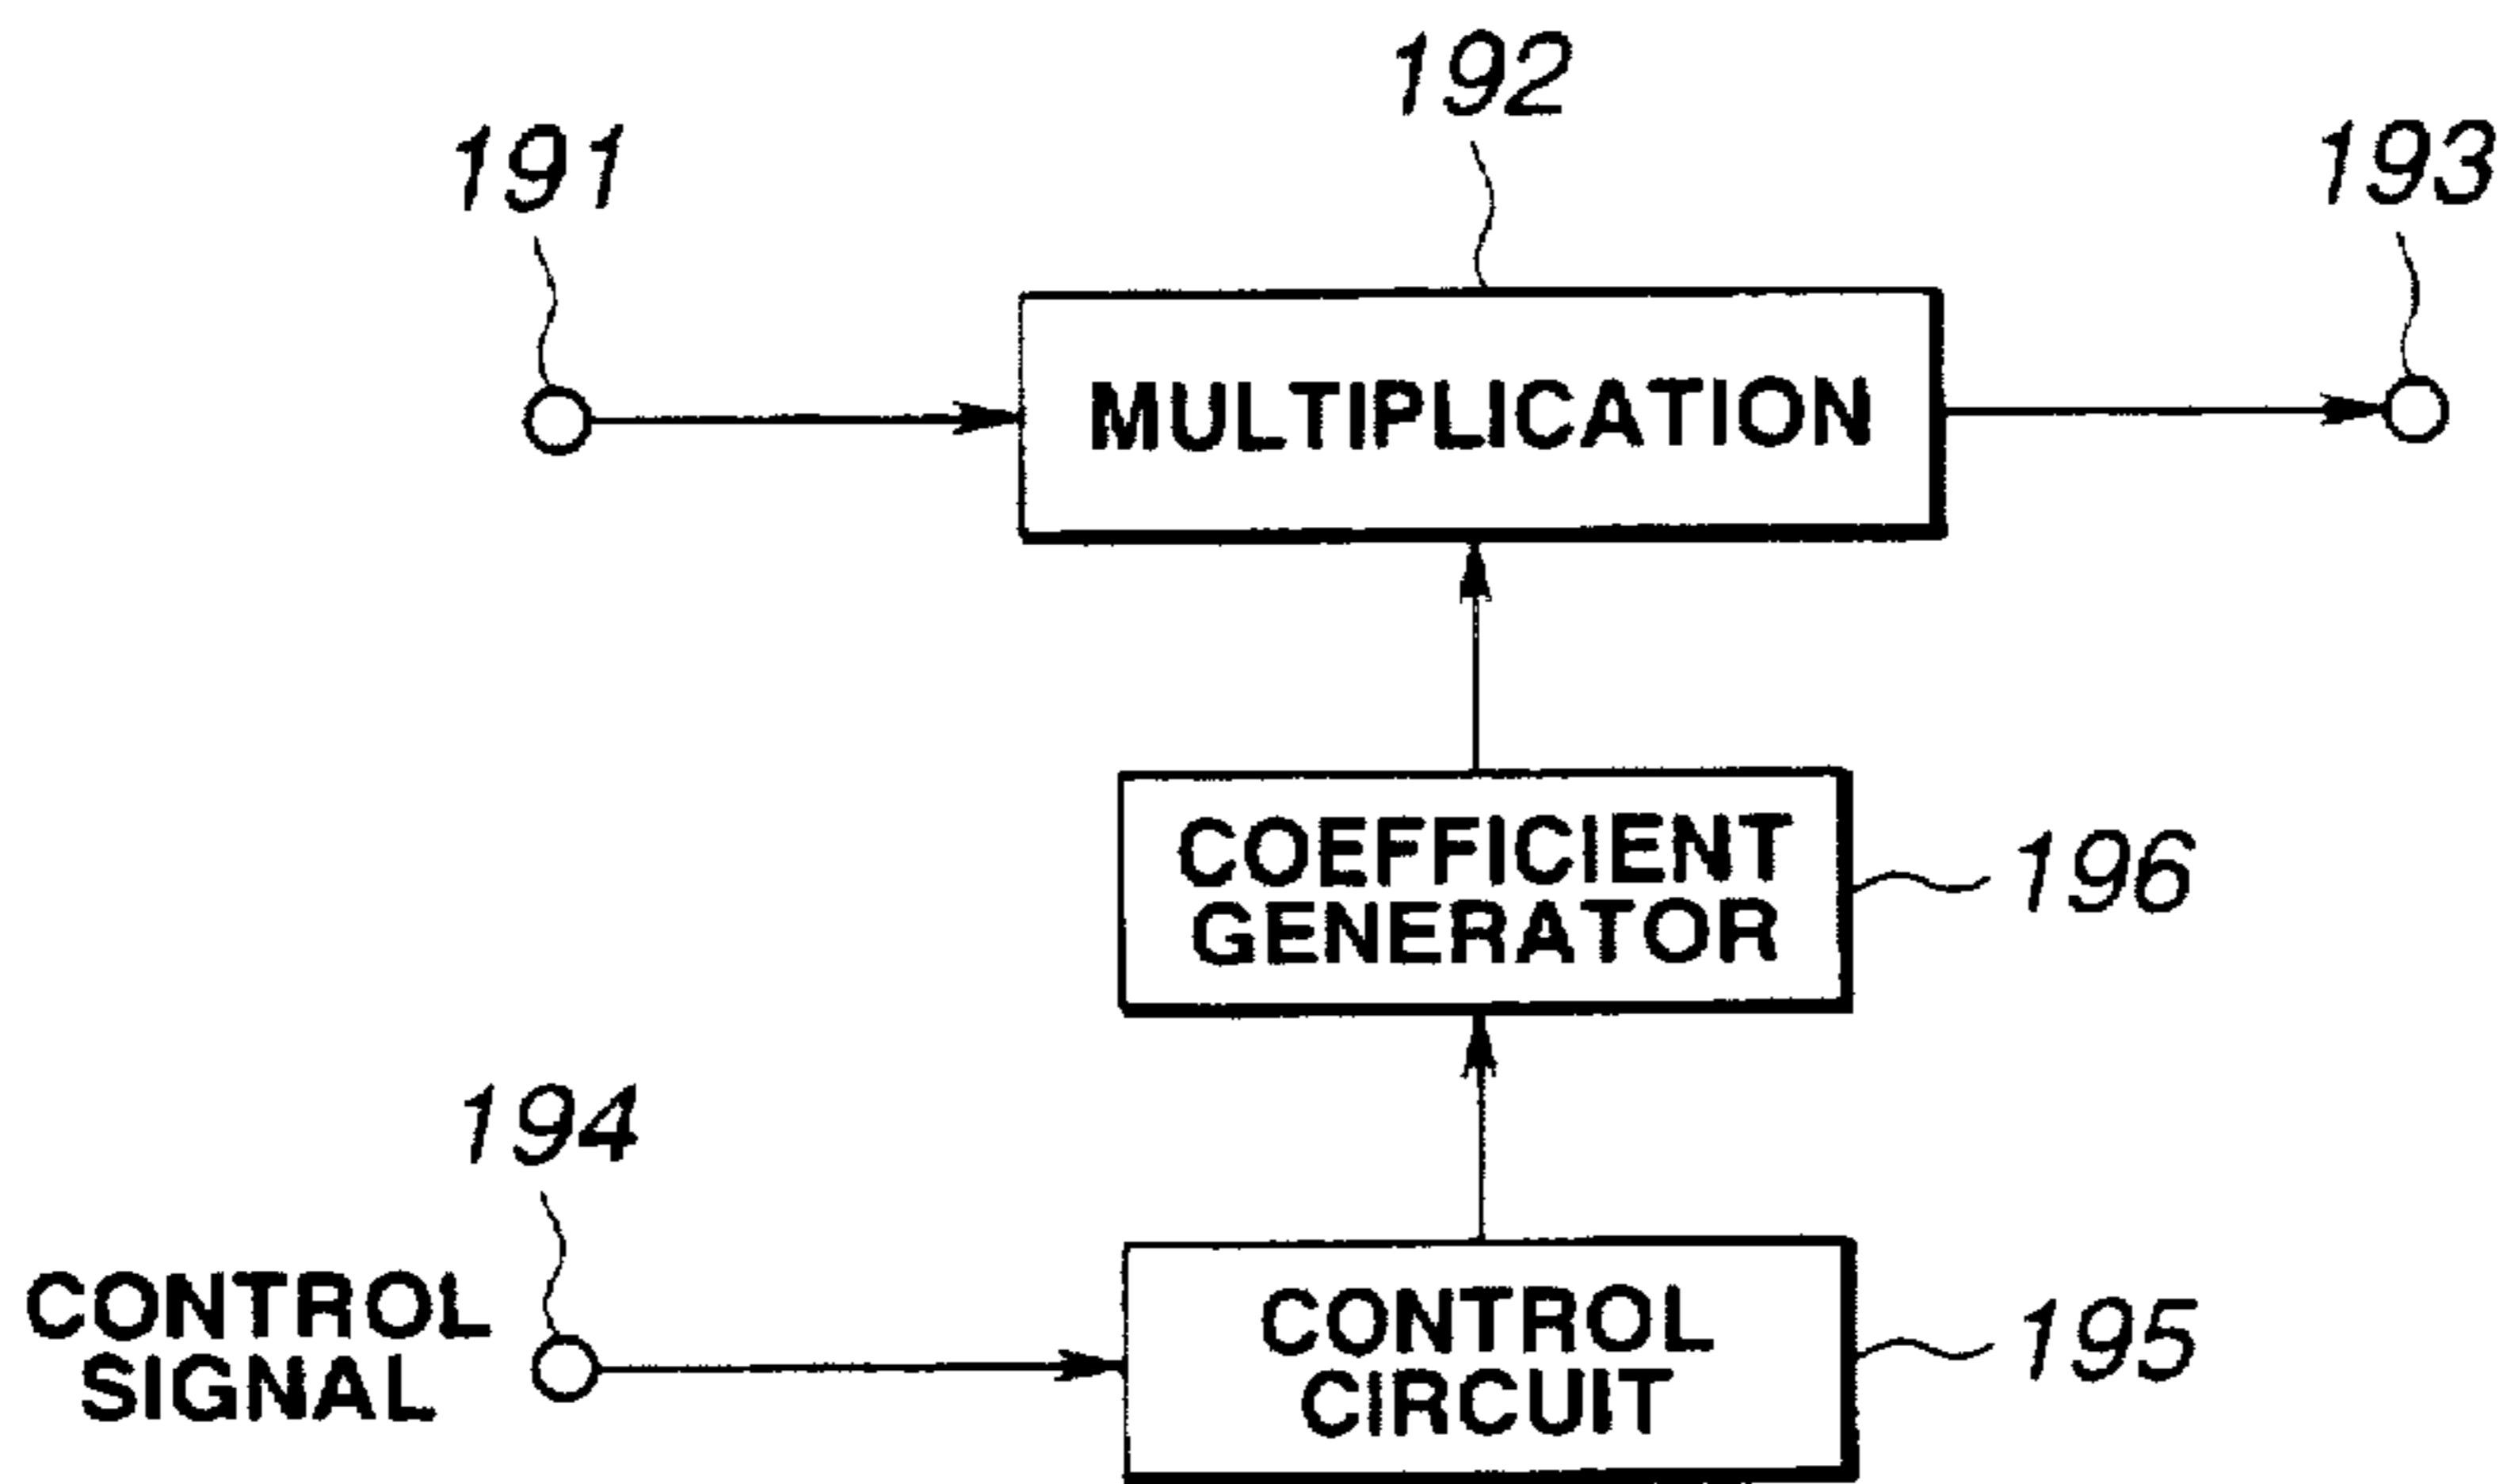 192
191
193
MULTIPLICATION
COEFFICIENT
GENERATOR
196
194
CONTROL
SIGNAL
CONTROL
CIRCUIT
195